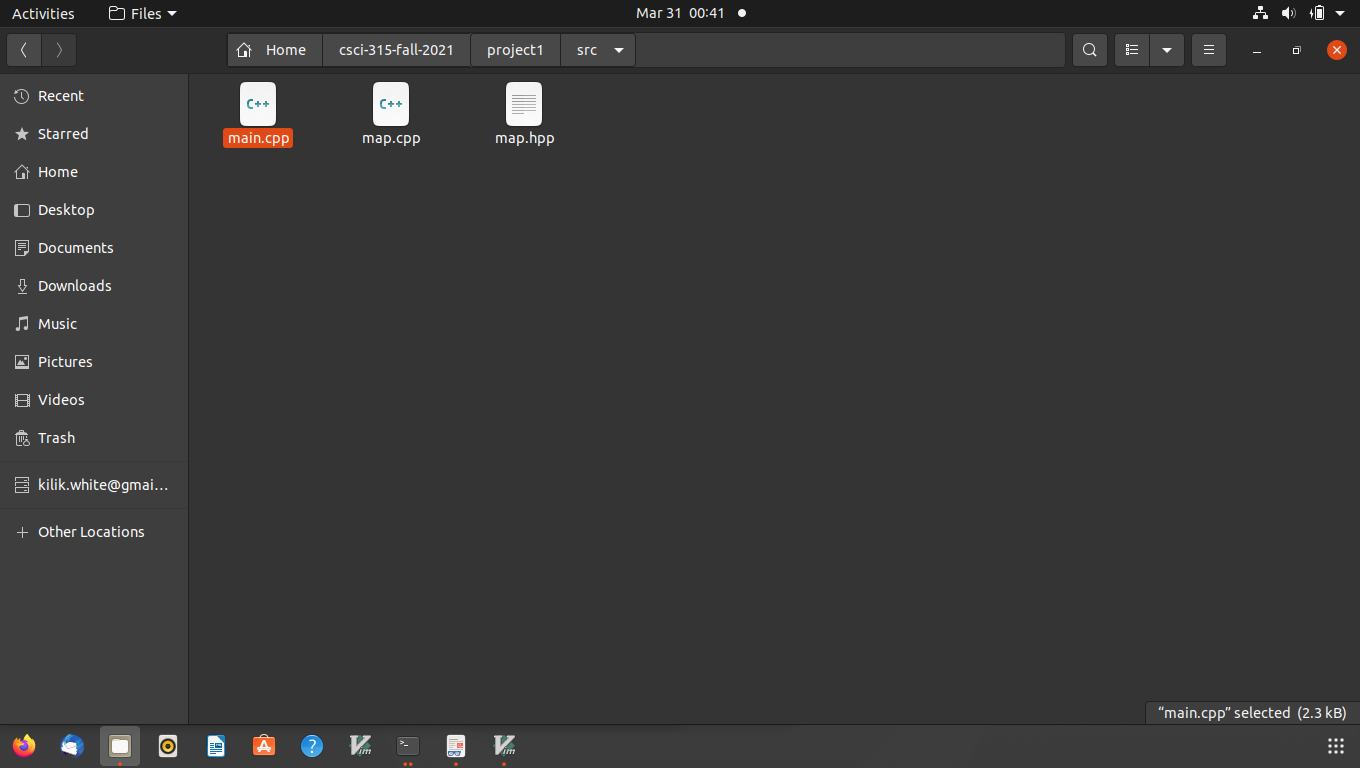 Activities Files Mar 31 00:41
Home csci-315-fall-2021 project1 src
Recent
Starred
Home
Desktop
Documents
Downloads
Music
Pictures
Videos
Trash
kilik.white@gmai…
Other Locations
C++ C++
main.cpp map.cpp map.hpp
“main.cpp” selected (2.3 kB)